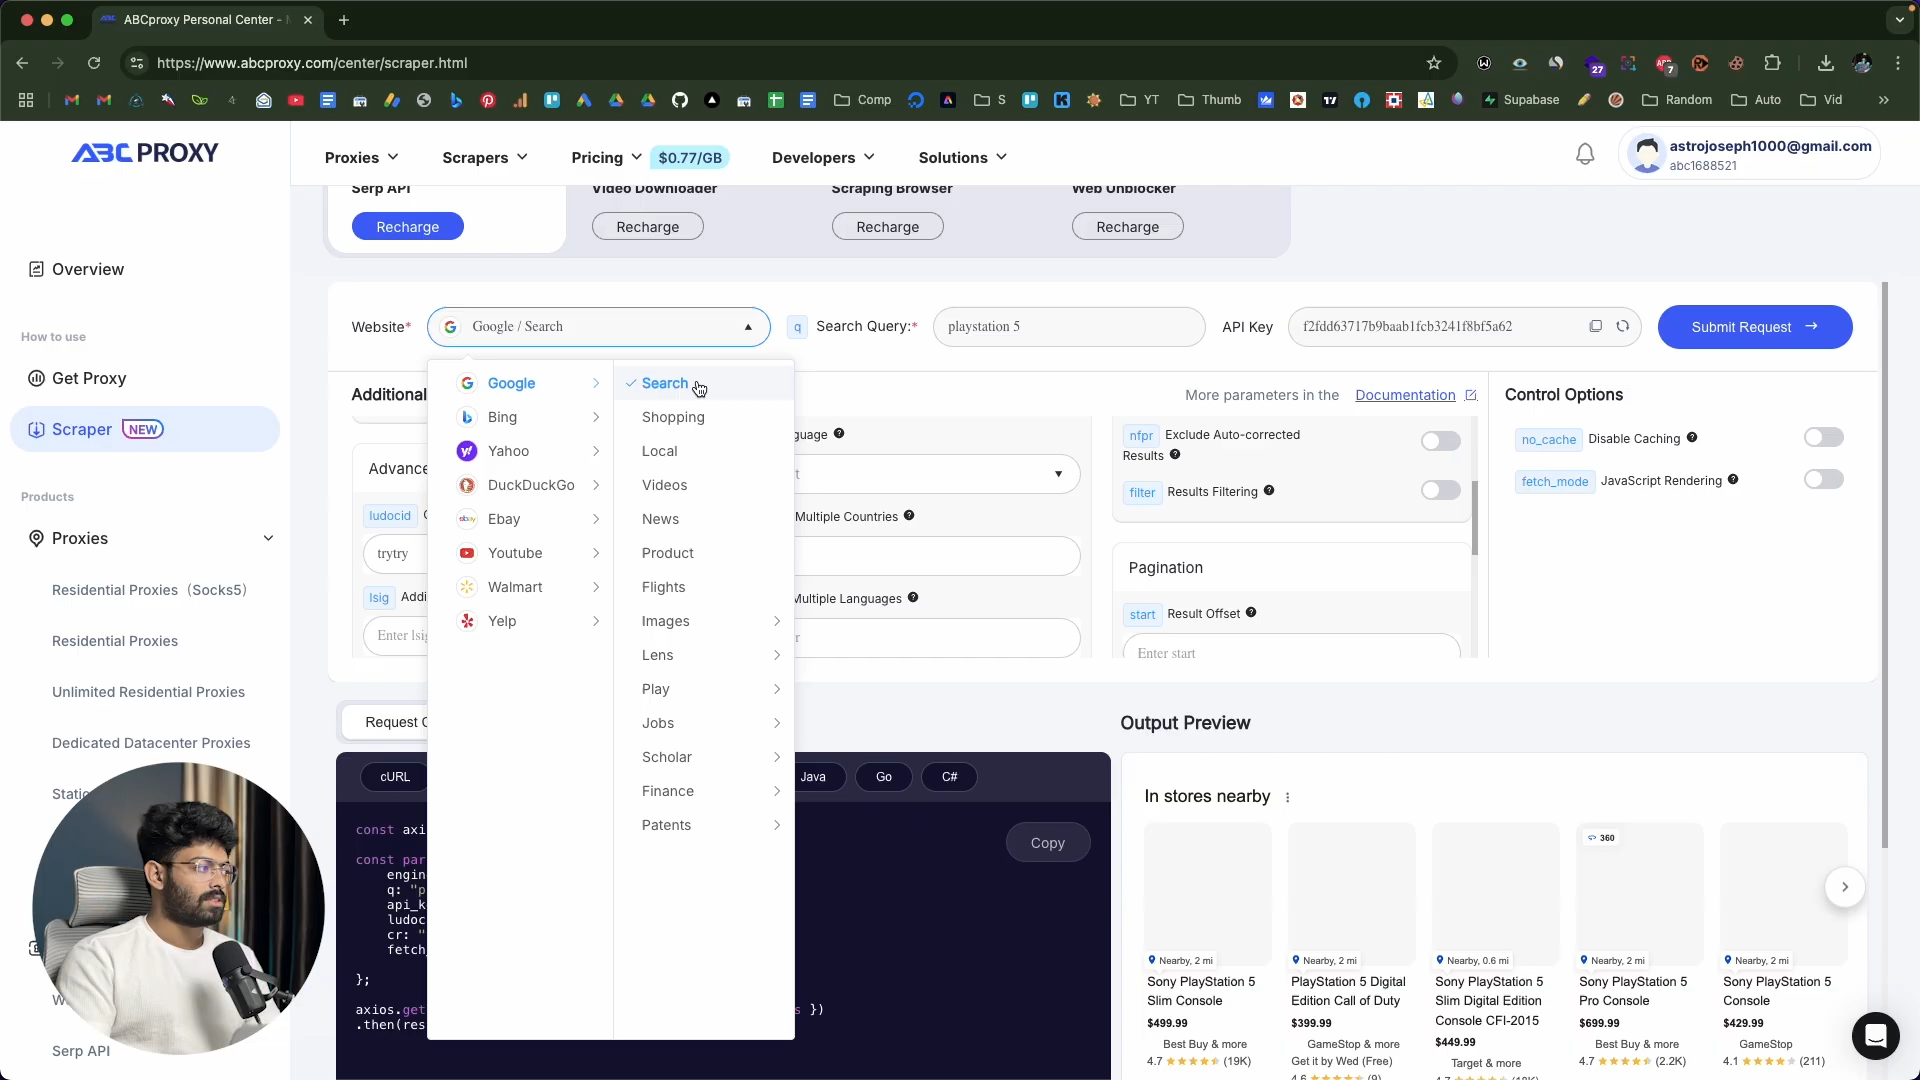 ABCproxy Personal Center -
https://www.abcproxy.com/center/scraper.html
27
7
Comp
S
YT
Thumb
Supabase
Random
Auto
Vid
ABC PROXY
Proxies
Scrapers
Pricing
$0.77/GB
Developers
Solutions
astrojoseph1000@gmail.com
abc1688521
Serp API
Video Downloader
Scraping Browser
Web Unblocker
Recharge
Recharge
Recharge
Recharge
Overview
How to use
Get Proxy
Scraper NEW
Products
Proxies
Residential Proxies (Socks5)
Residential Proxies
Unlimited Residential Proxies
Dedicated Datacenter Proxies
Static
Serp API
Website*
Google / Search
q Search Query:*
playstation 5
API Key
f2fdd63717b9baab1fcb3241f8bf5a62
Submit Request
Additional
More parameters in the Documentation
Control Options
Advance
ludocid
trytry
lsig Addi
Enter lsig
Google
Bing
Yahoo
DuckDuckGo
Ebay
Youtube
Walmart
Yelp
Search
Shopping
Local
Videos
News
Product
Flights
Images
Lens
Play
Jobs
Scholar
Finance
Patents
guage
Multiple Countries
Multiple Languages
nfpr Exclude Auto-corrected
Results
filter Results Filtering
Pagination
start Result Offset
Enter start
no_cache Disable Caching
fetch_mode JavaScript Rendering
Request C
Output Preview
cURL
Java
Go
C#
Copy
const axi
const par
engin
q: "p
api_k
ludoc
cr: "
fetch
};
axios.get
s })
.then(res
In stores nearby
360
Nearby, 2 mi
Sony PlayStation 5
Slim Console
$499.99
Best Buy & more
4.7 (19K)
Nearby, 2 mi
PlayStation 5 Digital
Edition Call of Duty
$399.99
GameStop & more
Get it by Wed (Free)
4.6 (9)
Nearby, 0.6 mi
Sony PlayStation 5
Slim Digital Edition
Console CFI-2015
$449.99
Target & more
Nearby, 2 mi
Sony PlayStation 5
Pro Console
$699.99
Best Buy & more
4.7 (2.2K)
Nearby, 2 mi
Sony PlayStation 5
Console
$429.99
GameStop
4.1 (211)